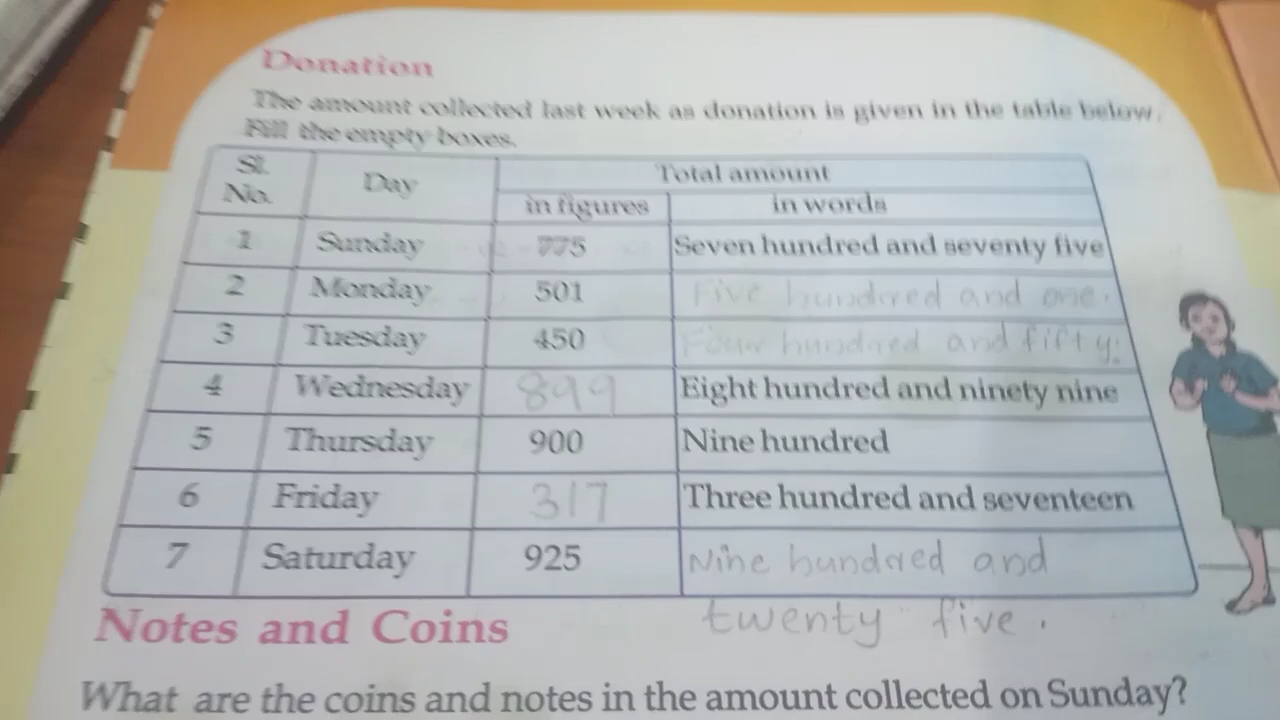 Donation
The amount collected last week as donation is given in the table below.
Fill the empty boxes.
Sl. No. Day Total amount
in figures in words
1 Sunday 775 Seven hundred and seventy five
2 Monday 501 Five hundred and one.
3 Tuesday 450 Four hundred and fifty.
4 Wednesday 899 Eight hundred and ninety nine
5 Thursday 900 Nine hundred
6 Friday 317 Three hundred and seventeen
7 Saturday 925 Nine hundred and
twenty five.
Notes and Coins
What are the coins and notes in the amount collected on Sunday?